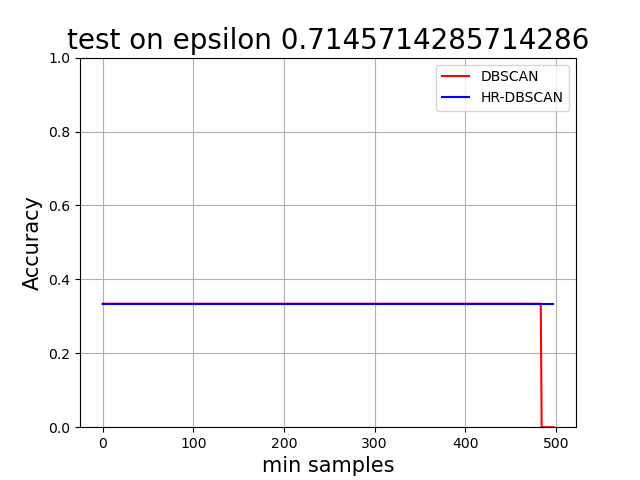 test on epsilon 0.7145714285714286
1.0
0.8
0.6
0.4
0.2
0.0
Accuracy
DBSCAN
HR-DBSCAN
0 100 200 300 400 500
min samples